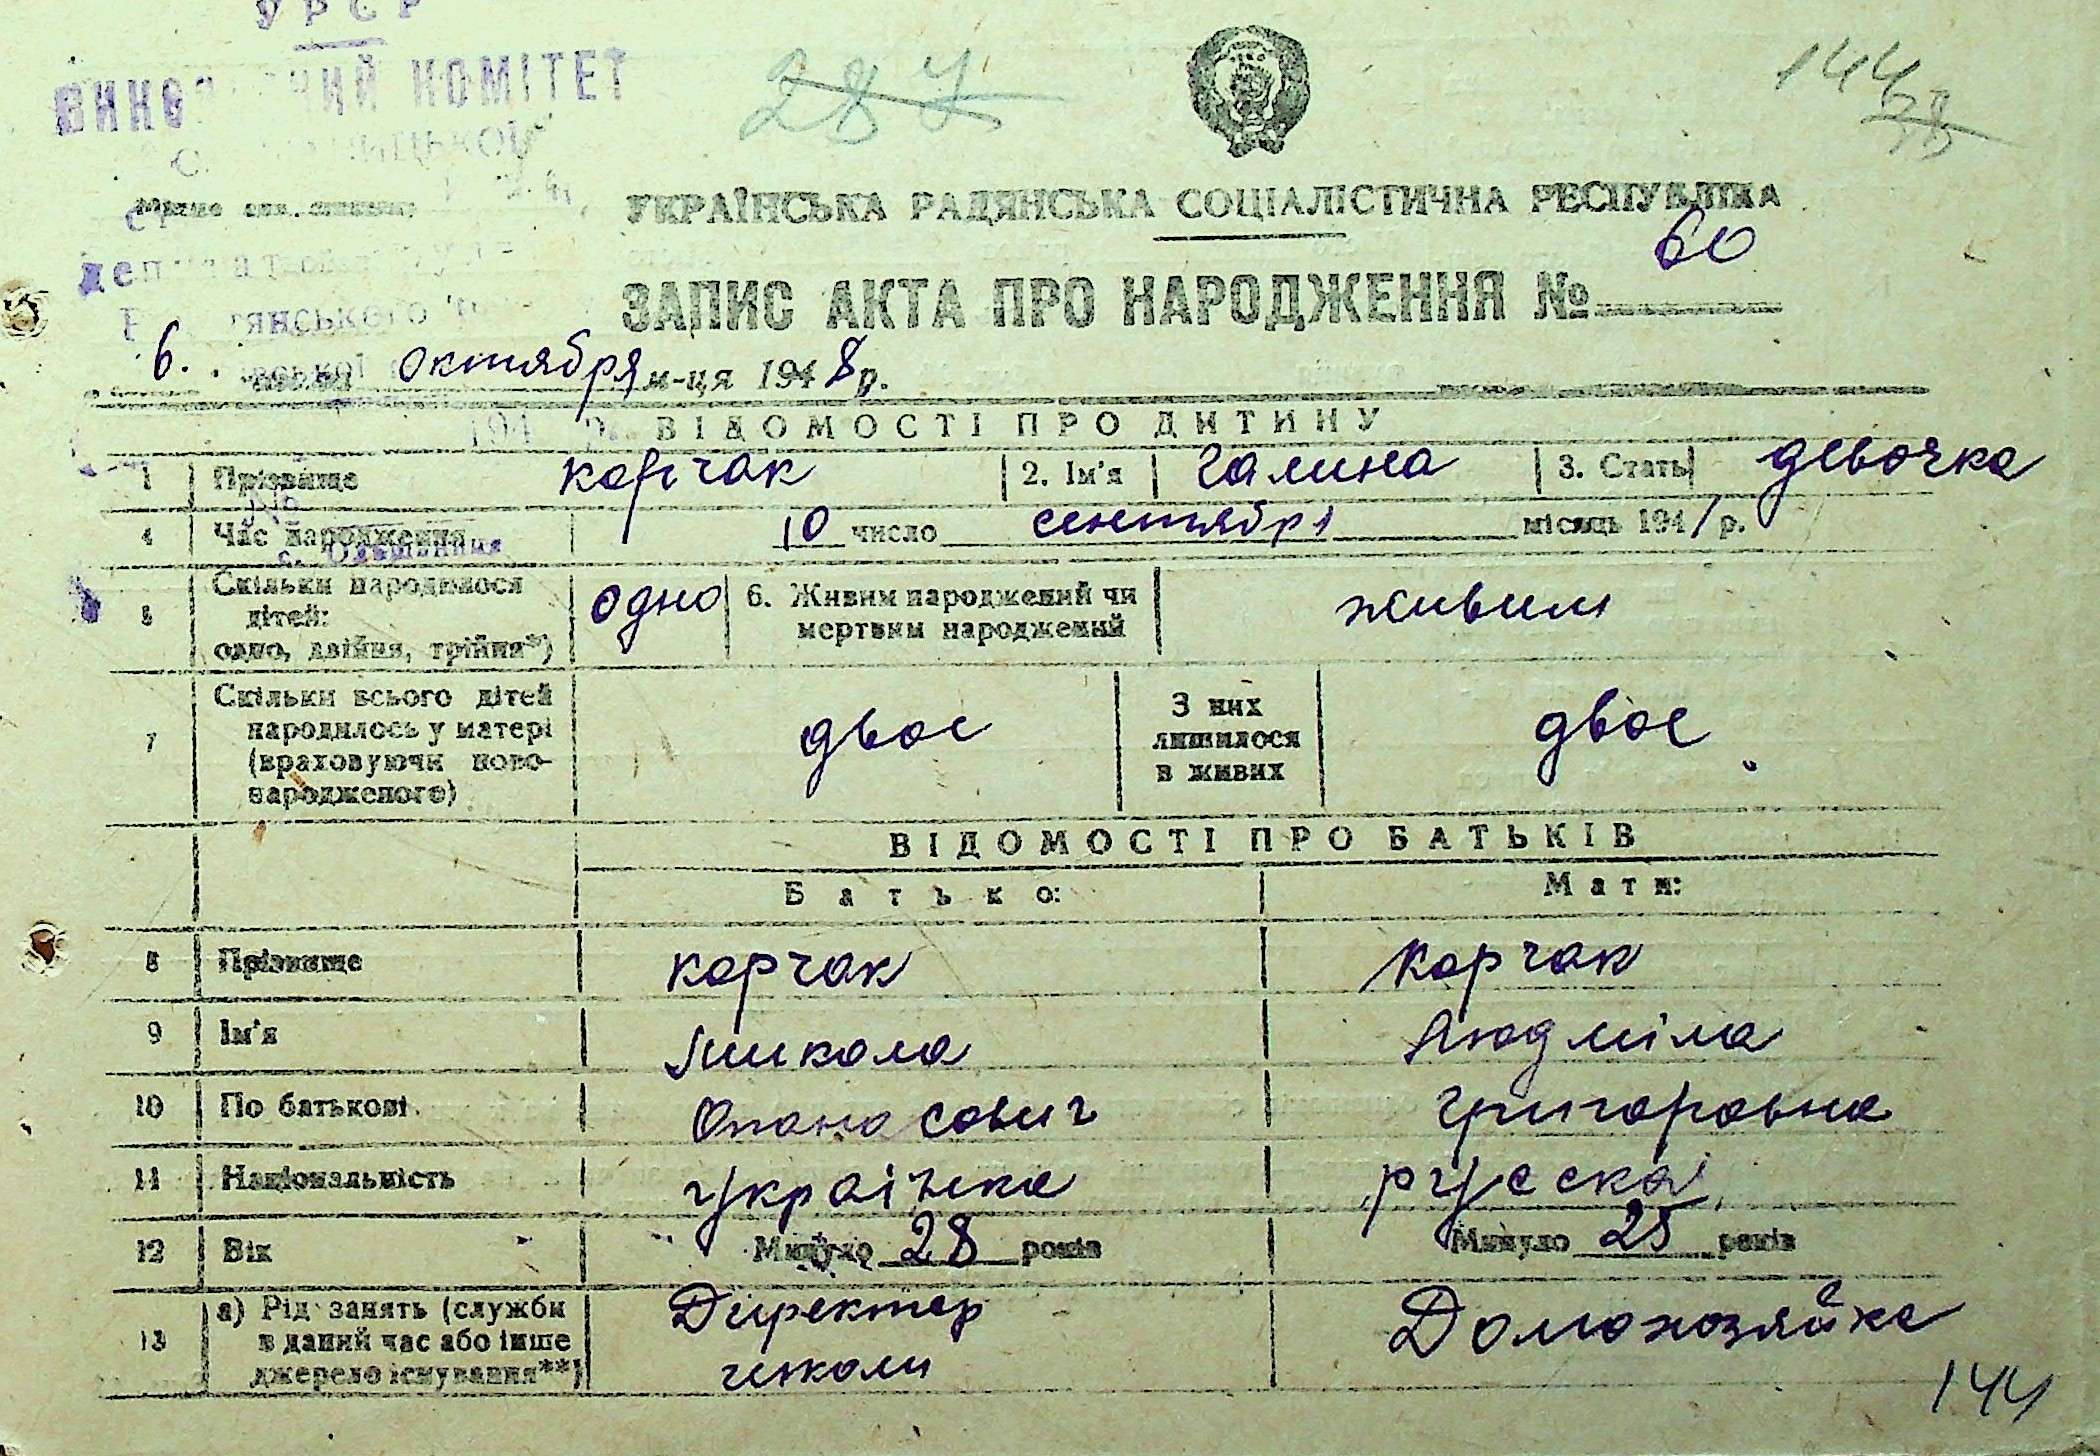 УРСР
КОМІТЕТ
287
144
УКРАЇНСЬКА РАДЯНСЬКА СОЦІАЛІСТИЧНА РЕСПУБЛІКА
ЗАПИС АКТА ПРО НАРОДЖЕННЯ № 60
6. октября м-ця 1948 р.
ВІДОМОСТІ ПРО ДИТИНУ
1 Прізвище Корчак 2. Ім'я Галина 3. Стать девочка
4 Час народження 10 число сентября місяць 194 р.
с. Ольшаниця
5 Скільки народилося дітей: одно, двійня, трійня*) одно 6. Живим народжений чи мертвим народжений живим
7 Скільки всього дітей народилось у матері (враховуючи новонародженого) двое З них лишилося в живих двое
ВІДОМОСТІ ПРО БАТЬКІВ
Батько: Мати:
8 Прізвище Корчак Корчак
9 Ім'я Микола Людміла
10 По батькові Опанасович Григоровна
11 Національність українка русская
12 Вік Минуло 28 років Минуло 25 років
13 а) Рід занять (служби в даний час або інше джерело існування**) Директор школи Домохозяйка
144